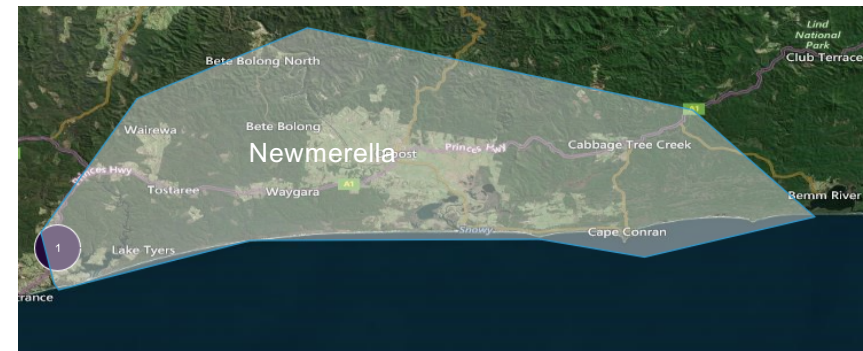 Lind
National
Park
Club Terrace
Bete Bolong North
A1
Wairewa
Bete Bolong
Newmerella
Princes Hwy
Cabbage Tree Creek
Princes Hwy
Tostaree
A1
Waygara
Bemm River
1
Lake Tyers
Snowy
Cape Conran